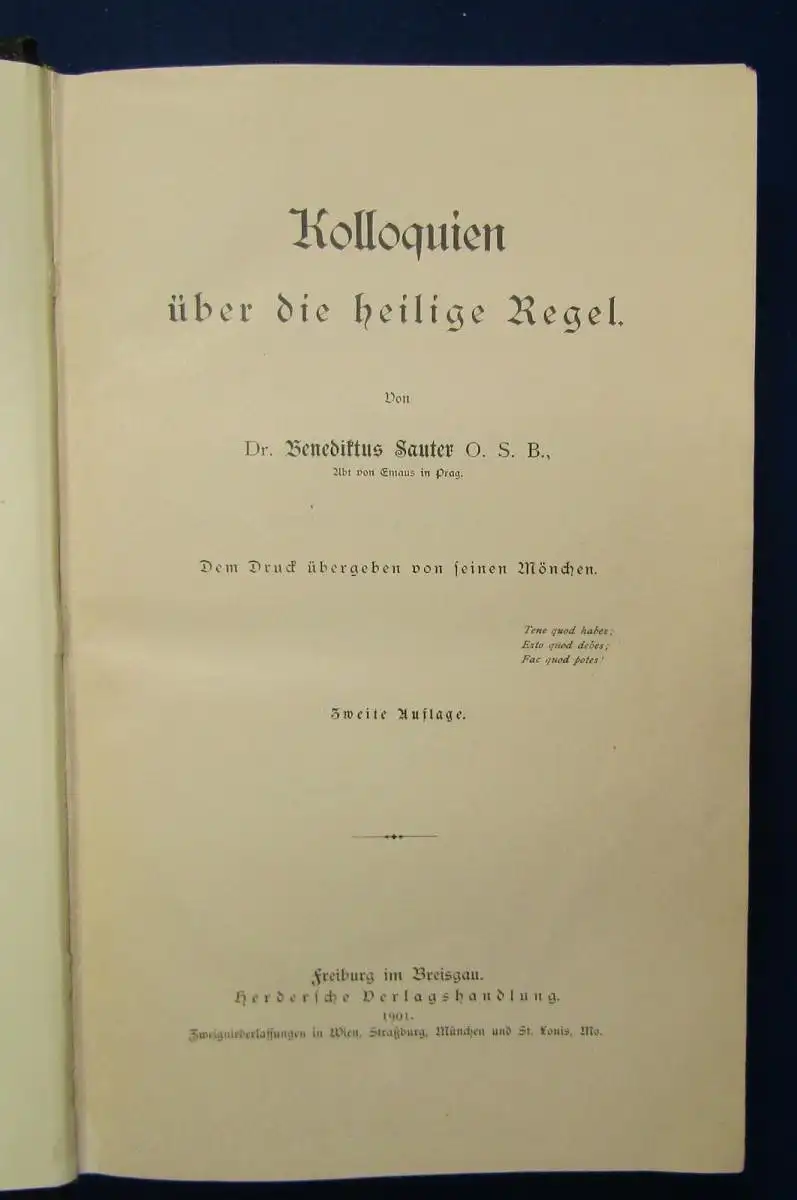 Kolloquien
über die heilige Regel.
Von
Dr. Benediktus Sauter O. S. B.,
Abt von Emaus in Prag.
Dem Druck übergeben von seinen Mönchen.
Tene quod habes;
Esto quod debes;
Fac quod potes!
Zweite Auflage.
Freiburg im Breisgau.
Herdersche Verlagshandlung.
1901.
Zweigniederlassungen in Wien, Straßburg, München und St. Louis, Mo.